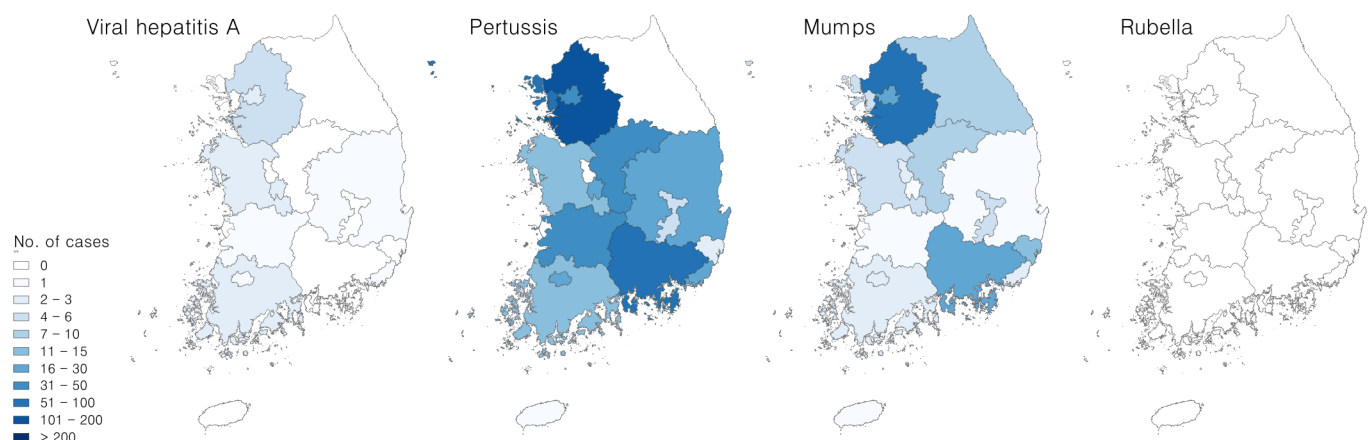 Viral hepatitis A
Pertussis
Mumps
Rubella
No. of cases
0
1
2 – 3
4 – 6
7 – 10
11 – 15
16 – 30
31 – 50
51 – 100
101 – 200
> 200